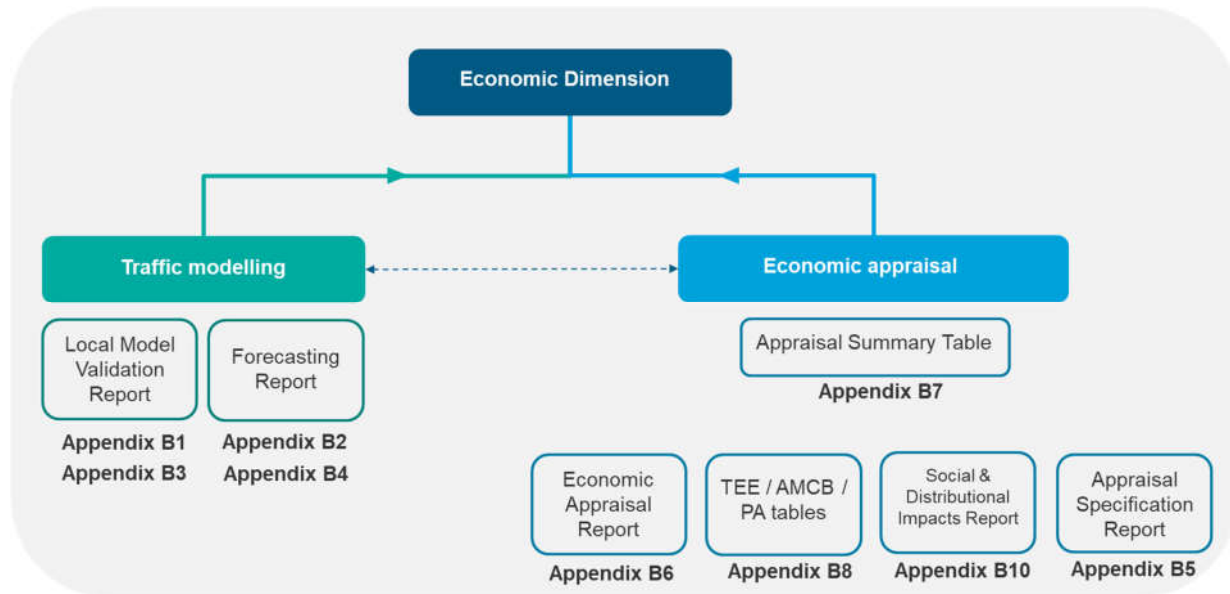 Economic Dimension
Traffic modelling
Economic appraisal
Local Model
Validation
Report
Appendix B1
Appendix B3
Forecasting
Report
Appendix B2
Appendix B4
Appraisal Summary Table
Appendix B7
Economic
Appraisal
Report
Appendix B6
TEE / AMCB /
PA tables
Appendix B8
Social &
Distributional
Impacts Report
Appendix B10
Appraisal
Specification
Report
Appendix B5